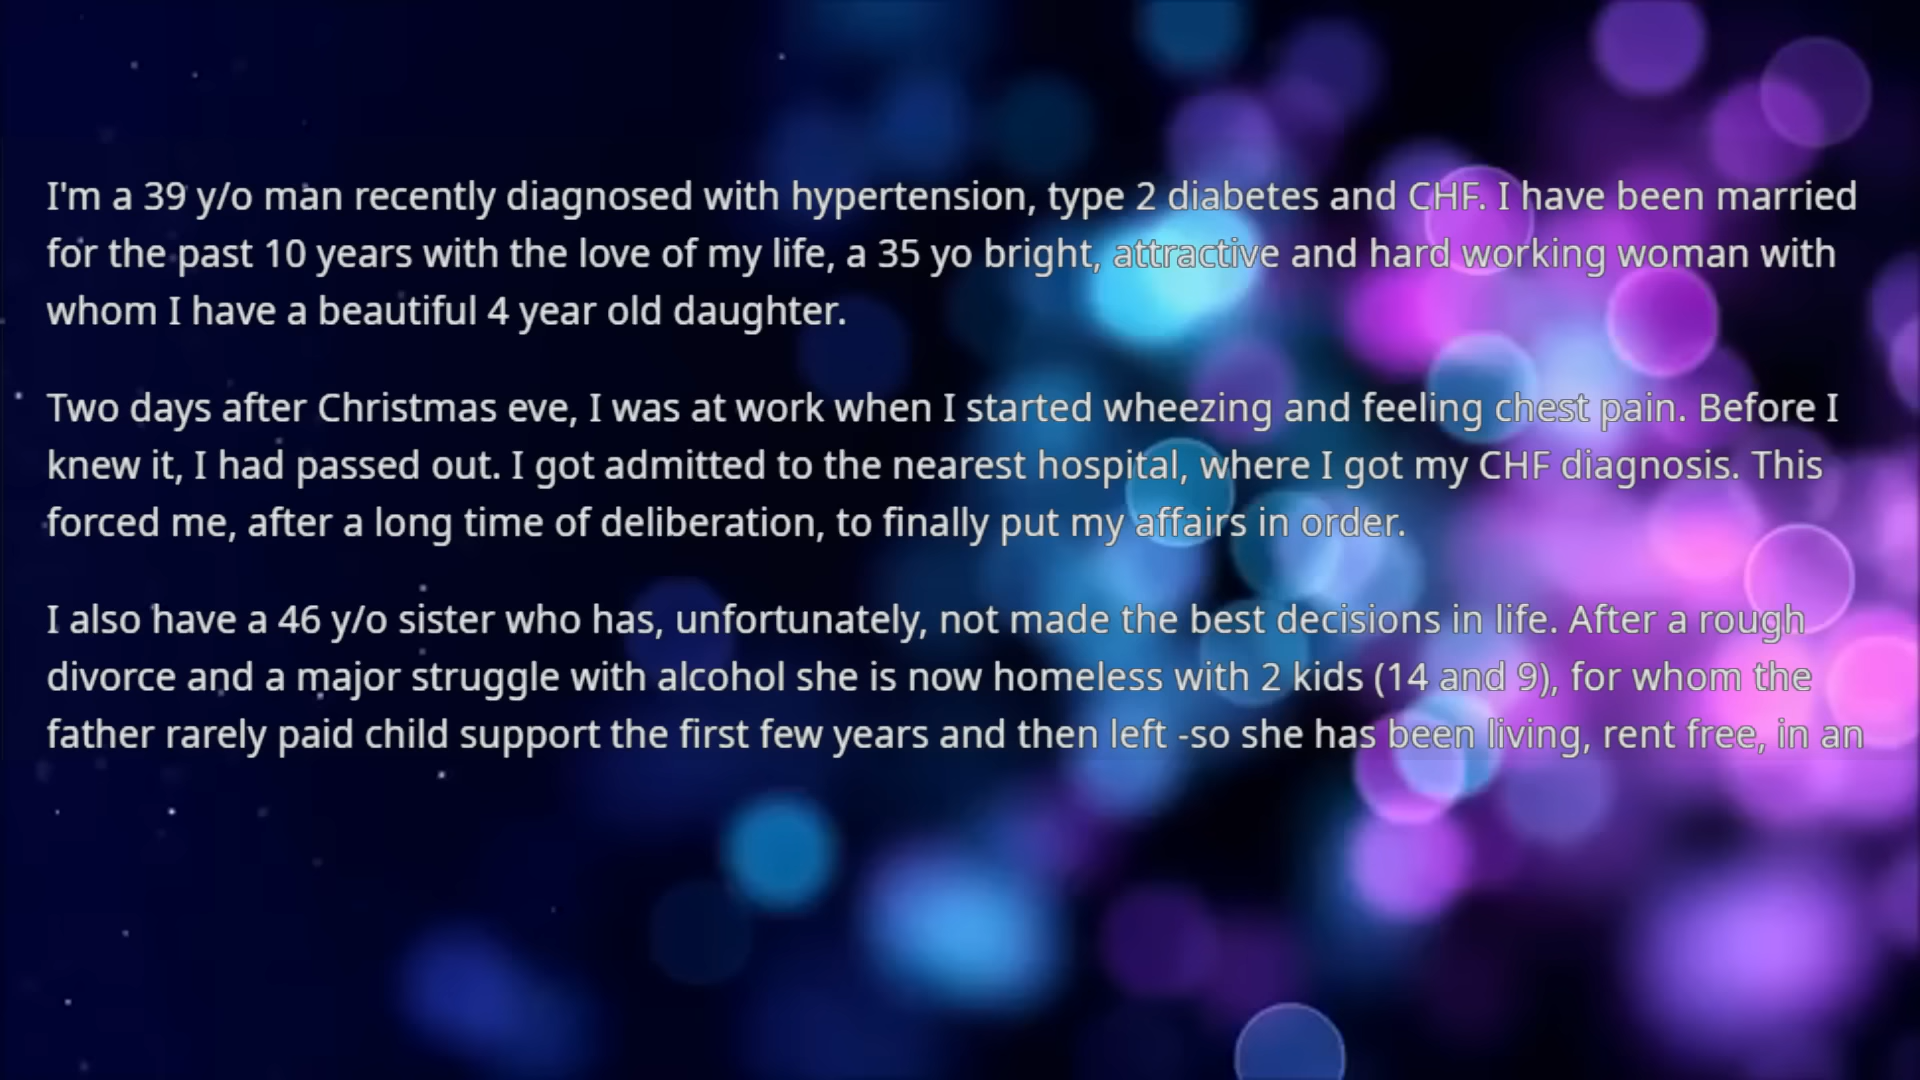 I'm a 39 y/o man recently diagnosed with hypertension, type 2 diabetes and CHF. I have been married
for the past 10 years with the love of my life, a 35 yo bright, attractive and hard working woman with
whom I have a beautiful 4 year old daughter.
Two days after Christmas eve, I was at work when I started wheezing and feeling chest pain. Before I
knew it, I had passed out. I got admitted to the nearest hospital, where I got my CHF diagnosis. This
forced me, after a long time of deliberation, to finally put my affairs in order.
I also have a 46 y/o sister who has, unfortunately, not made the best decisions in life. After a rough
divorce and a major struggle with alcohol she is now homeless with 2 kids (14 and 9), for whom the
father rarely paid child support the first few years and then left -so she has been living, rent free, in an